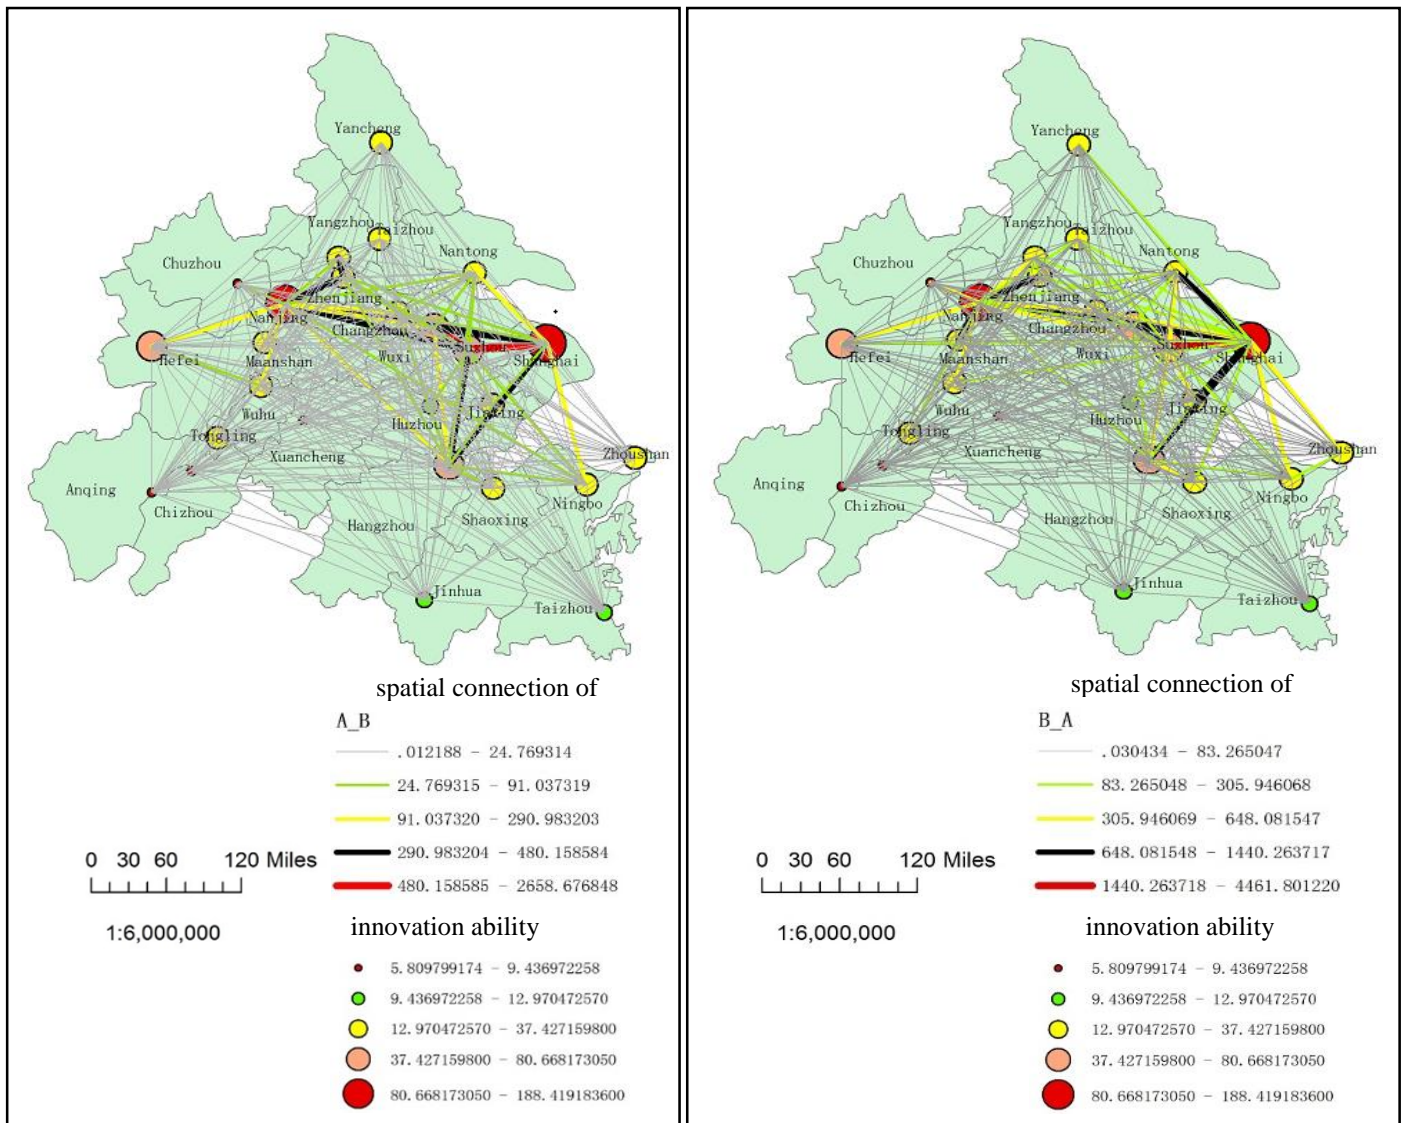 Yancheng
Yangzhou
Taizhou
Nantong
Chuzhou
Zhenjiang
Nanjing
Changzhou
Hefei
Maanshan
Wuxi
Suzhou
Shanghai
Wuhu
Huzhou
Jiaxing
Tongling
Xuancheng
Zhoushan
Anqing
Chizhou
Hangzhou
Shaoxing
Ningbo
Jinhua
Taizhou
spatial connection of
A_B
.012188 - 24.769314
24.769315 - 91.037319
91.037320 - 290.983203
290.983204 - 480.158584
480.158585 - 2658.676848
0 30 60 120 Miles
1:6,000,000
innovation ability
5.809799174 - 9.436972258
9.436972258 - 12.970472570
12.970472570 - 37.427159800
37.427159800 - 80.668173050
80.668173050 - 188.419183600
Yancheng
Yangzhou
Taizhou
Nantong
Chuzhou
Zhenjiang
Nanjing
Changzhou
Hefei
Maanshan
Wuxi
Suzhou
Shanghai
Wuhu
Huzhou
Jiaxing
Tongling
Xuancheng
Zhoushan
Anqing
Chizhou
Hangzhou
Shaoxing
Ningbo
Jinhua
Taizhou
spatial connection of
B_A
.030434 - 83.265047
83.265048 - 305.946068
305.946069 - 648.081547
648.081548 - 1440.263717
1440.263718 - 4461.801220
0 30 60 120 Miles
1:6,000,000
innovation ability
5.809799174 - 9.436972258
9.436972258 - 12.970472570
12.970472570 - 37.427159800
37.427159800 - 80.668173050
80.668173050 - 188.419183600